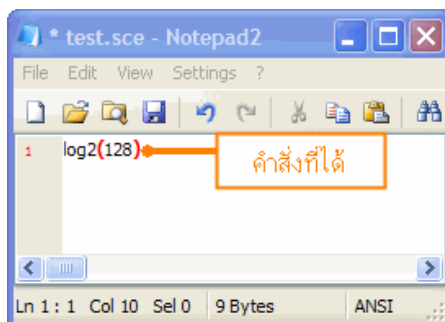 * test.sce - Notepad2
File Edit View Settings ?
1 log2(128)
คำสั่งที่ได้
Ln 1 : 1 Col 10 Sel 0 9 Bytes ANSI